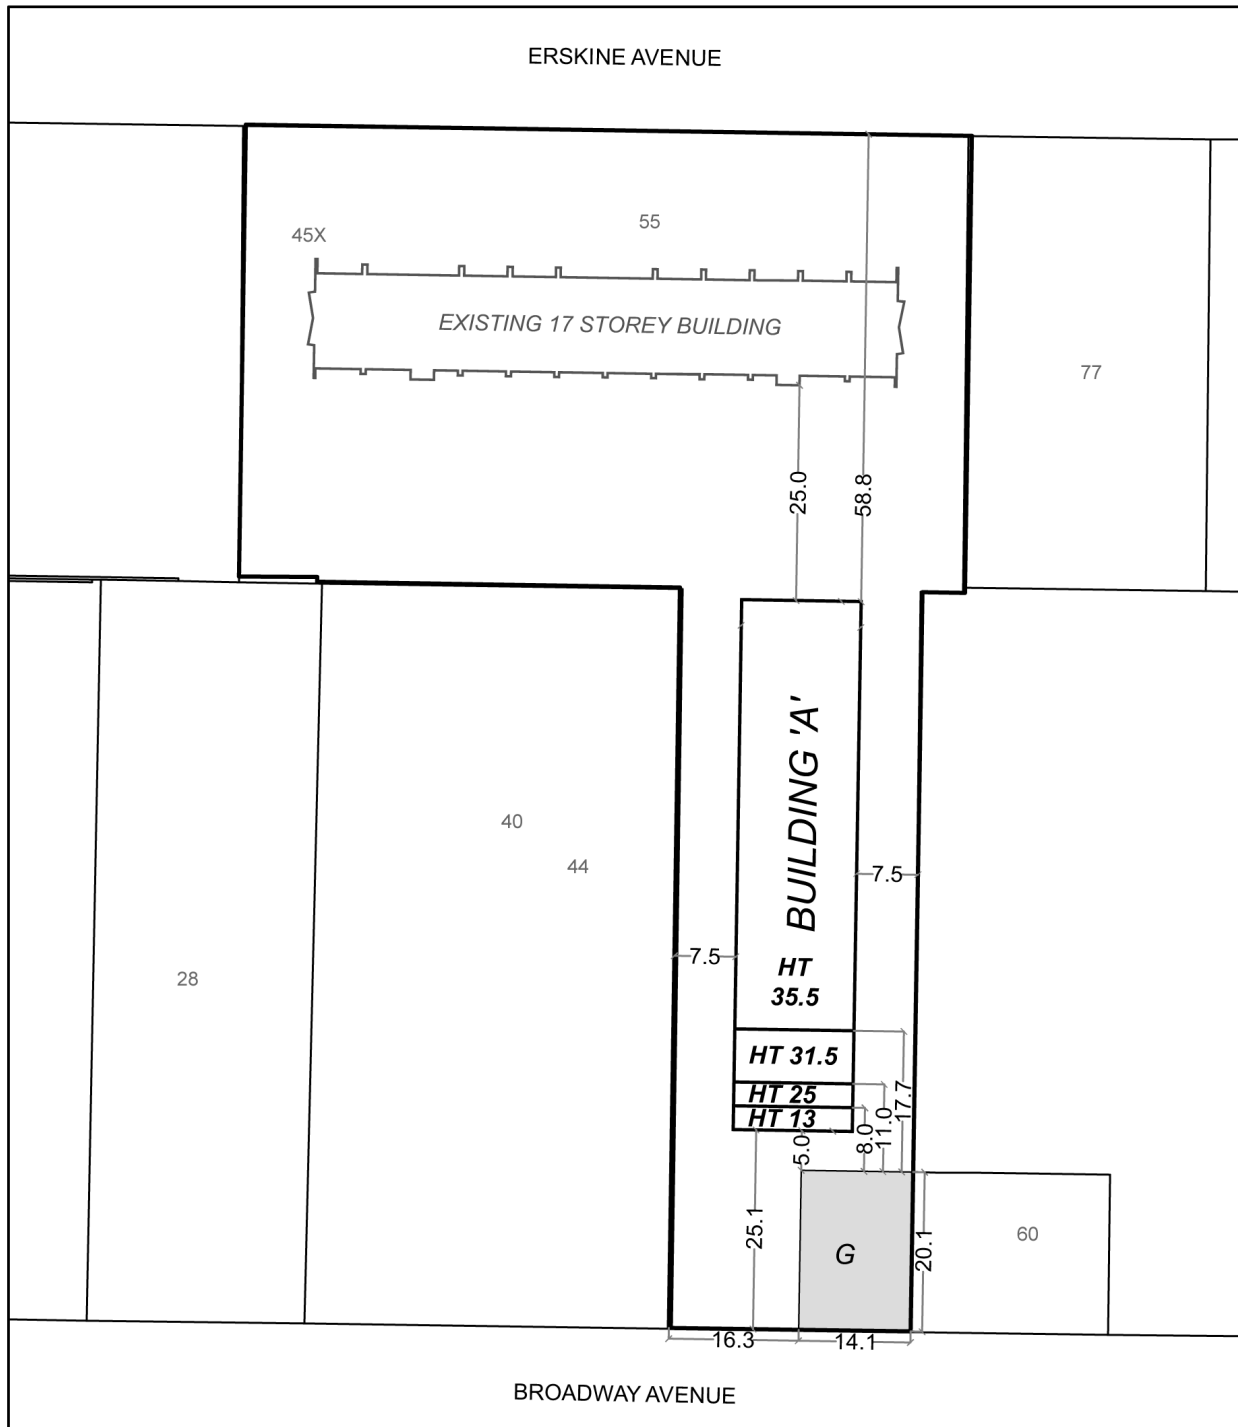 ERSKINE AVENUE
55
45X
EXISTING 17 STOREY BUILDING
77
25.0
58.8
BUILDING 'A'
40
44
7.5
7.5
28
HT
35.5
HT 31.5
HT 25
HT 13
17.7
11.0
8.0
5.0
25.1
60
G
20.1
16.3
14.1
BROADWAY AVENUE